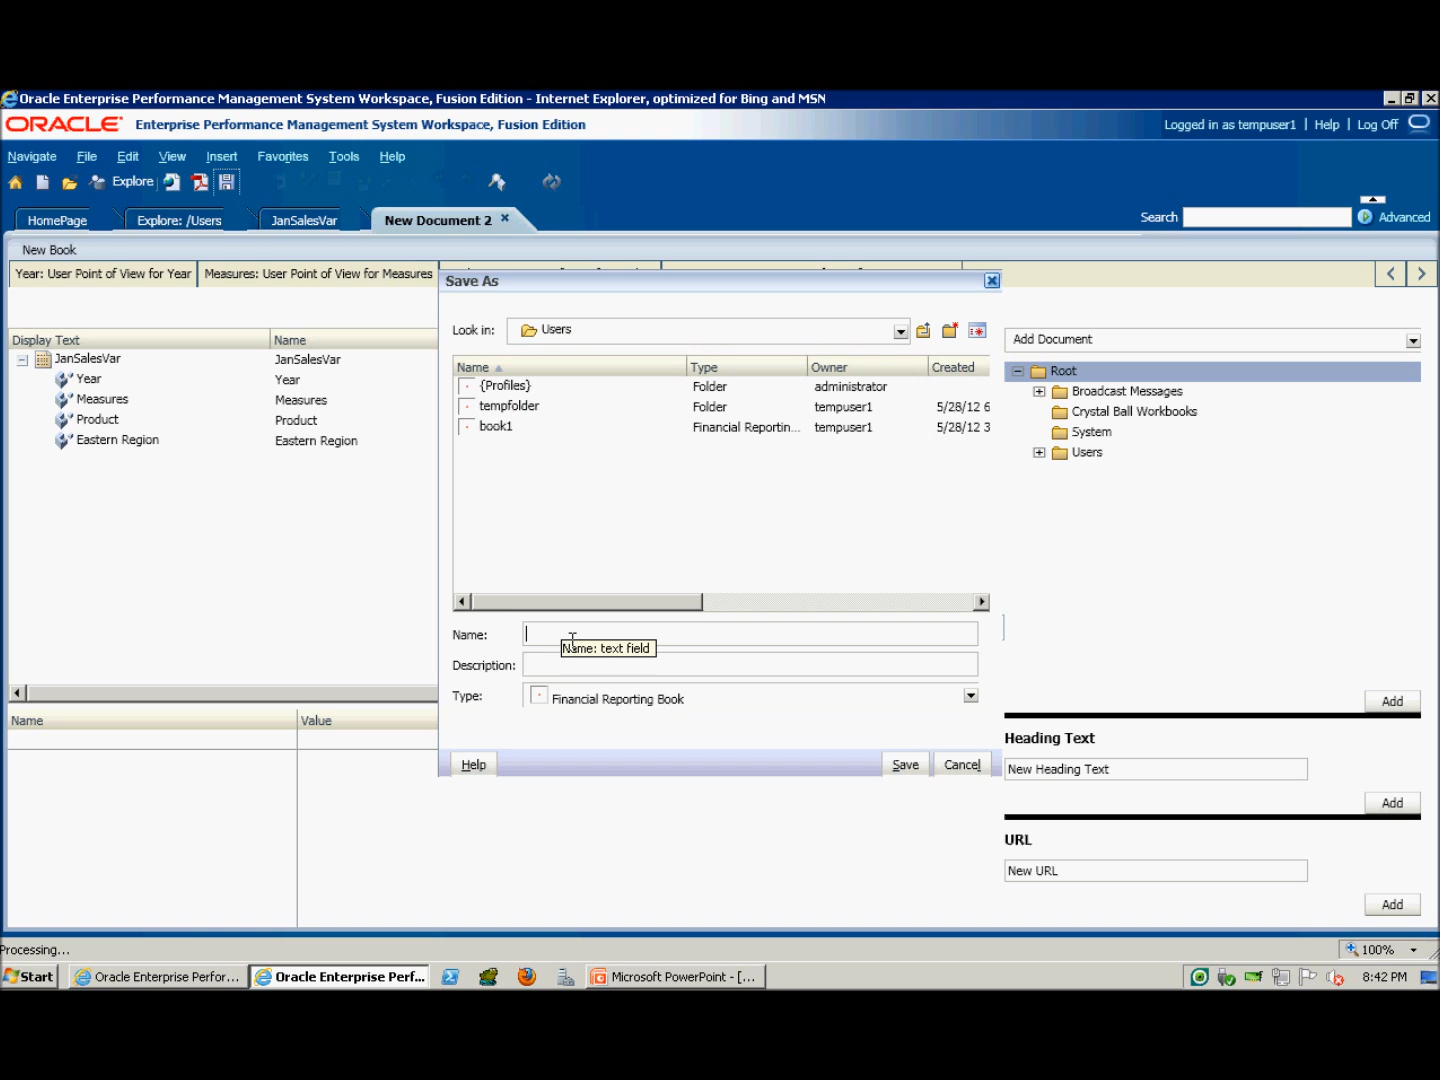 Oracle Enterprise Performance Management System Workspace, Fusion Edition - Internet Explorer, optimized for Bing and MSN
ORACLE Enterprise Performance Management System Workspace, Fusion Edition
Logged in as tempuser1 | Help | Log Off
Navigate File Edit View Insert Favorites Tools Help
Explore
HomePage Explore: /Users JanSalesVar New Document 2
Search Advanced
New Book
Year: User Point of View for Year Measures: User Point of View for Measures
Save As
Look in: Users
Name Type Owner Created
{Profiles} Folder administrator
tempfolder Folder tempuser1 5/28/12 6
book1 Financial Reportin... tempuser1 5/28/12 3
Name:
Name: text field
Description:
Type: Financial Reporting Book
Help Save Cancel
Display Text Name
JanSalesVar JanSalesVar
Year Year
Measures Measures
Product Product
Eastern Region Eastern Region
Name Value
Add Document
Root
Broadcast Messages
Crystal Ball Workbooks
System
Users
Add
Heading Text
New Heading Text
Add
URL
New URL
Add
Processing...
100%
Start Oracle Enterprise Perfor... Oracle Enterprise Perf... Microsoft PowerPoint - [... 8:42 PM